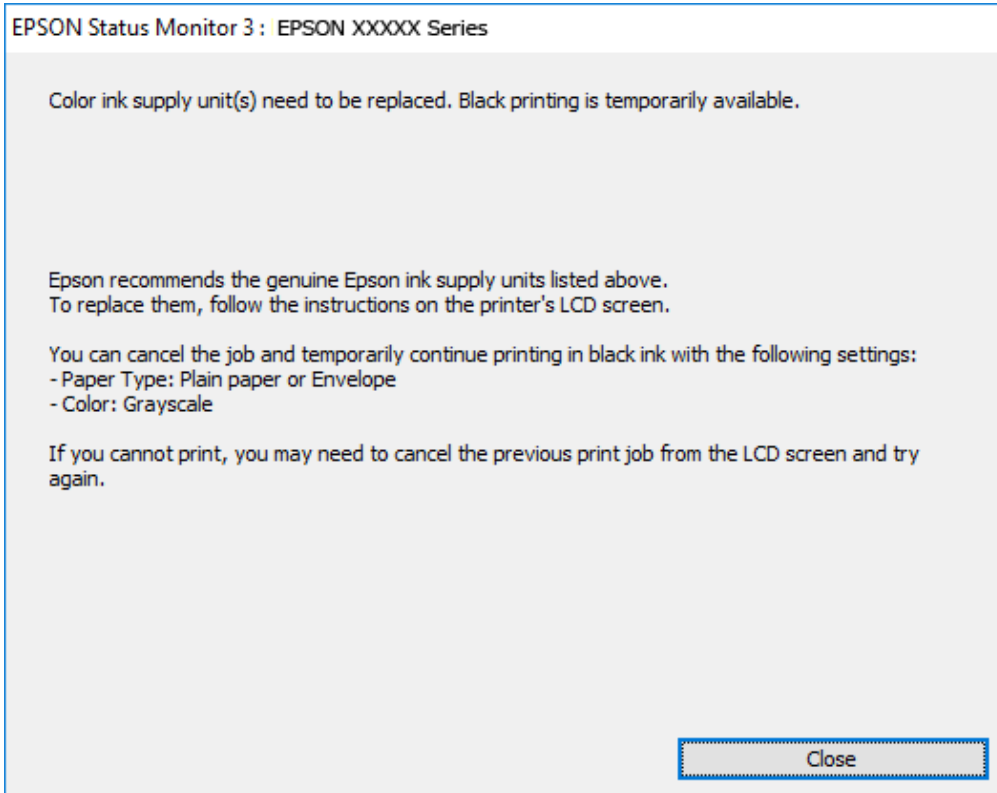 EPSON Status Monitor 3 : EPSON XXXXX Series
Color ink supply unit(s) need to be replaced. Black printing is temporarily available.
Epson recommends the genuine Epson ink supply units listed above.
To replace them, follow the instructions on the printer's LCD screen.
You can cancel the job and temporarily continue printing in black ink with the following settings:
- Paper Type: Plain paper or Envelope
- Color: Grayscale
If you cannot print, you may need to cancel the previous print job from the LCD screen and try
again.
Close